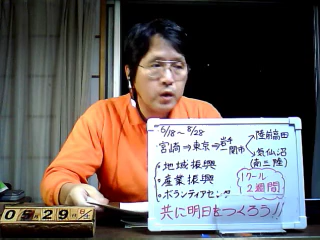 6/18～8/28
宮崎⇒東京⇒岩手一関市
陸前高田
気仙沼
(南三陸)
・地域振興
・産業振興
・ボランティアセンター
1クール
2週間
共に明日をつくろう!!
05 29